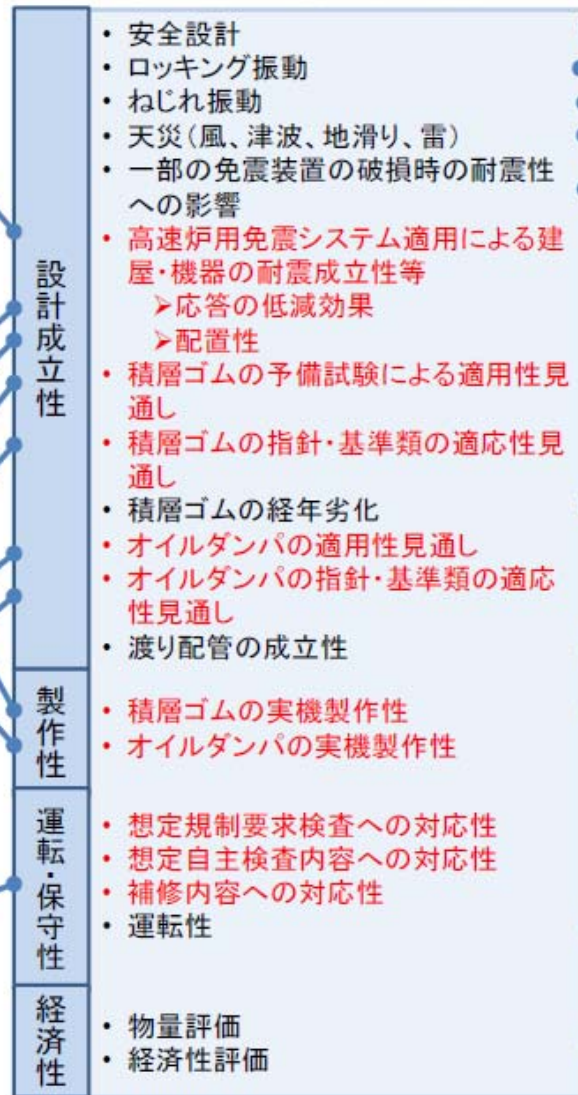 設計成立性
・安全設計
・ロッキング振動
・ねじれ振動
・天災(風、津波、地滑り、雷)
・一部の免震装置の破損時の耐震性
への影響
・高速炉用免震システム適用による建
屋・機器の耐震成立性等
➢応答の低減効果
➢配置性
・積層ゴムの予備試験による適用性見
通し
・積層ゴムの指針・基準類の適応性見
通し
・積層ゴムの経年劣化
・オイルダンパの適用性見通し
・オイルダンパの指針・基準類の適応
性見通し
・渡り配管の成立性
製作性
・積層ゴムの実機製作性
・オイルダンパの実機製作性
運転・保守性
・想定規制要求検査への対応性
・想定自主検査内容への対応性
・補修内容への対応性
・運転性
経済性
・物量評価
・経済性評価